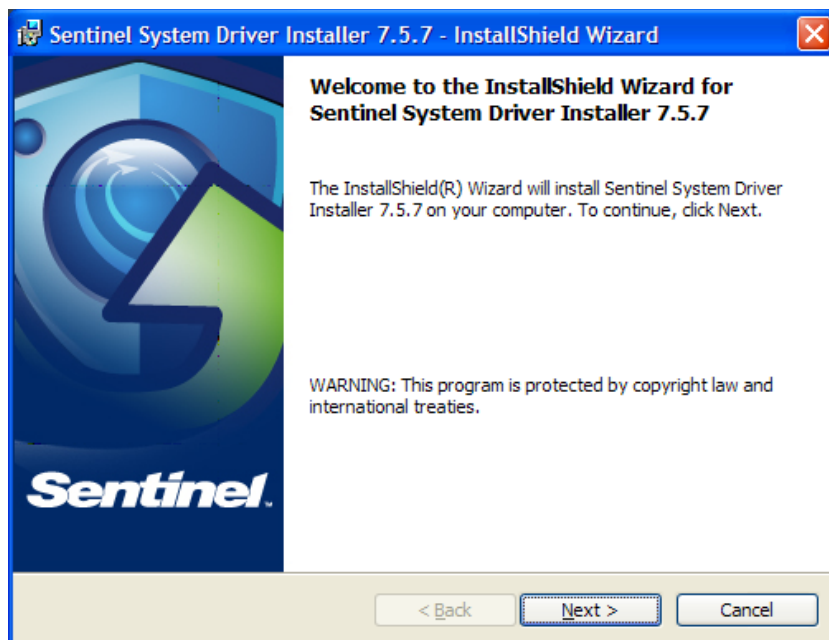 Sentinel System Driver Installer 7.5.7 - InstallShield Wizard
Welcome to the InstallShield Wizard for
Sentinel System Driver Installer 7.5.7
The InstallShield(R) Wizard will install Sentinel System Driver
Installer 7.5.7 on your computer. To continue, click Next.
WARNING: This program is protected by copyright law and
international treaties.
Sentinel.
< Back
Next >
Cancel